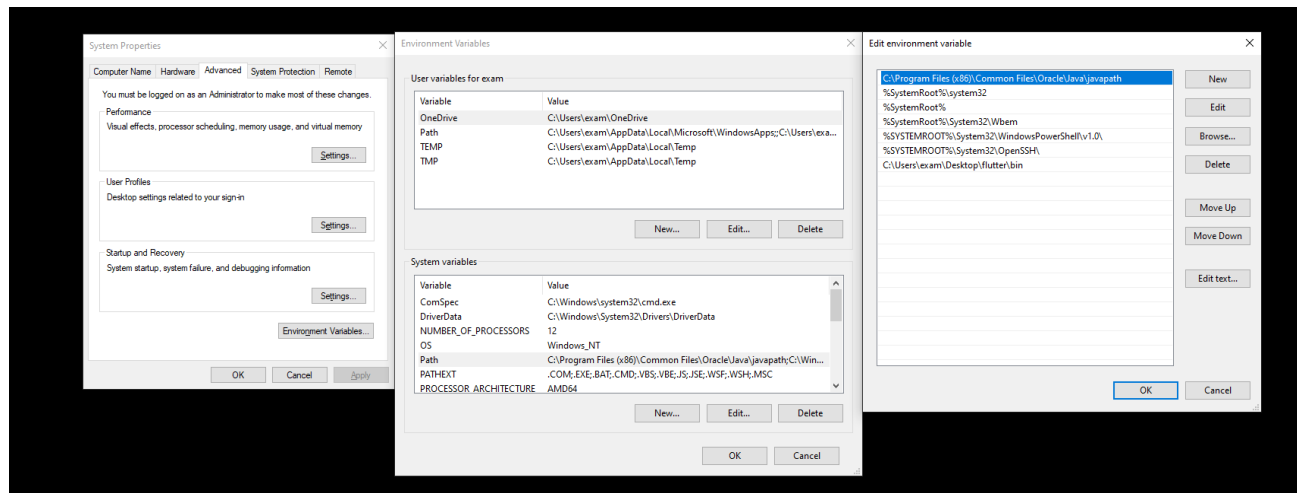 System Properties
Computer Name Hardware Advanced System Protection Remote
You must be logged on as an Administrator to make most of these changes.
Performance
Visual effects, processor scheduling, memory usage, and virtual memory
Settings...
User Profiles
Desktop settings related to your sign-in
Settings...
Startup and Recovery
System startup, system failure, and debugging information
Settings...
Environment Variables...
OK Cancel Apply
Environment Variables
User variables for exam
Variable Value
OneDrive C:\Users\exam\OneDrive
Path C:\Users\exam\AppData\Local\Microsoft\WindowsApps;;C:\Users\exa...
TEMP C:\Users\exam\AppData\Local\Temp
TMP C:\Users\exam\AppData\Local\Temp
New... Edit... Delete
System variables
Variable Value
ComSpec C:\Windows\system32\cmd.exe
DriverData C:\Windows\System32\Drivers\DriverData
NUMBER_OF_PROCESSORS 12
OS Windows_NT
Path C:\Program Files (x86)\Common Files\Oracle\Java\javapath;C:\Win...
PATHEXT .COM;.EXE;.BAT;.CMD;.VBS;.VBE;.JS;.JSE;.WSF;.WSH;.MSC
PROCESSOR_ARCHITECTURE AMD64
New... Edit... Delete
OK Cancel
Edit environment variable
C:\Program Files (x86)\Common Files\Oracle\Java\javapath
%SystemRoot%\system32
%SystemRoot%
%SystemRoot%\System32\Wbem
%SYSTEMROOT%\System32\WindowsPowerShell\v1.0\
%SYSTEMROOT%\System32\OpenSSH\
C:\Users\exam\Desktop\flutter\bin
New
Edit
Browse...
Delete
Move Up
Move Down
Edit text...
OK Cancel